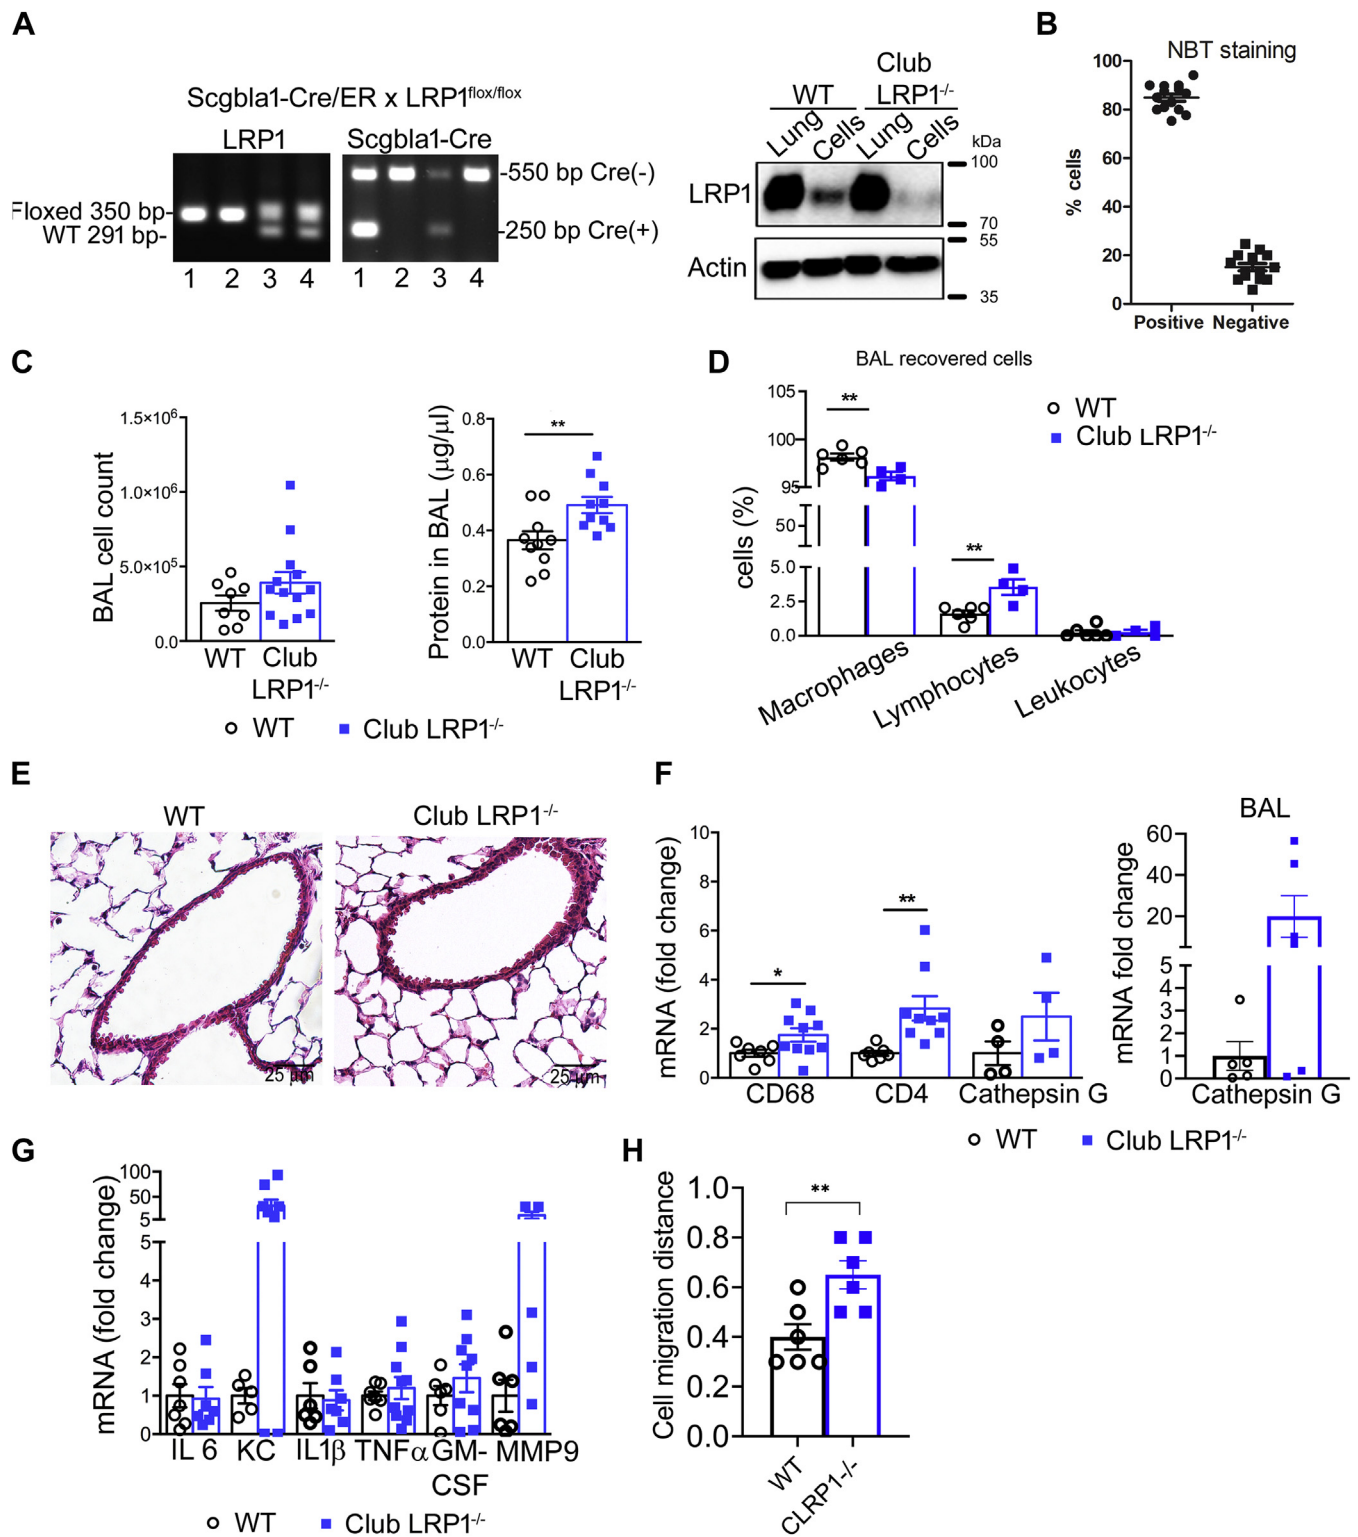 A
Scgbla1-Cre/ER x LRP1flox/flox
LRP1
Scgbla1-Cre
Floxed 350 bp-
WT 291 bp-
-550 bp Cre(-)
-250 bp Cre(+)
1 2 3 4
1 2 3 4
WT
Club
LRP1-/-
Lung
Cells
Lung
Cells
kDa
LRP1
100
70
Actin
55
35
B
NBT staining
% cells
100
80
60
40
20
0
Positive Negative
C
BAL cell count
1.5×10⁶
1.0×10⁶
5.0×10⁵
0.0
WT Club
LRP1-/-
Protein in BAL (µg/µl)
0.8
0.6
0.4
0.2
0.0
**
WT Club
LRP1-/-
WT Club LRP1-/-
D
BAL recovered cells
cells (%)
105
100
95
50
5.0
2.5
0.0
**
**
WT
Club LRP1-/-
Macrophages
Lymphocytes
Leukocytes
E
WT
Club LRP1-/-
25 µm
25 µm
F
mRNA (fold change)
10
8
6
4
2
0
*
**
CD68 CD4 Cathepsin G
BAL
mRNA fold change
60
40
20
5
4
3
2
1
0
Cathepsin G
WT Club LRP1-/-
G
mRNA (fold change)
100
50
5
5
4
3
2
1
0
IL 6 KC IL1β TNFα GM-
CSF
MMP9
WT Club LRP1-/-
H
Cell migration distance
1.0
0.8
0.6
0.4
0.2
0.0
**
WT
CLRP1-/-